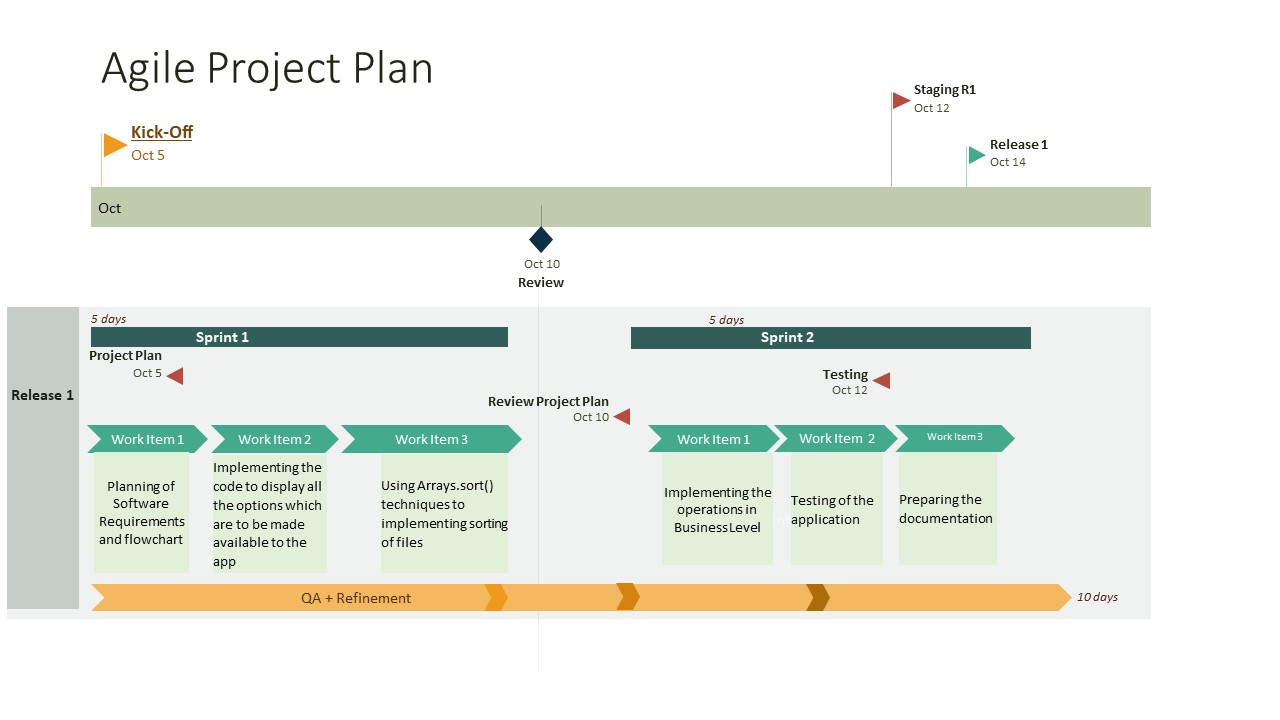 Agile Project Plan
Staging R1
Oct 12
Kick-Off
Oct 5
Release 1
Oct 14
Oct
Oct 10
Review
5 days
Sprint 1
5 days
Sprint 2
Project Plan
Oct 5
Testing
Oct 12
Release 1
Review Project Plan
Oct 10
Work Item 1
Work Item 2
Work Item 3
Work Item 1
Work Item 2
Work Item 3
Planning of
Software
Requirements
and flowchart
Implementing the
code to display all
the options which
are to be made
available to the
app
Using Arrays.sort()
techniques to
implementing sorting
of files
Implementing the
operations in
Business Level
Testing of the
application
Preparing the
documentation
QA + Refinement
10 days